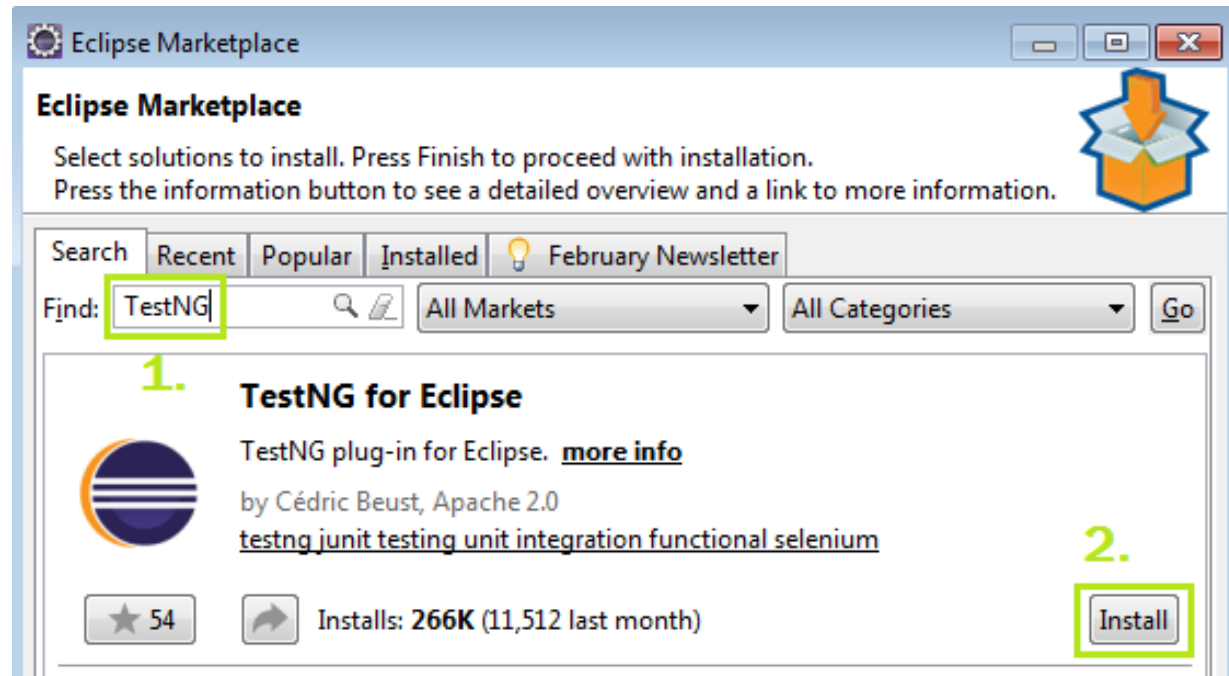 Eclipse Marketplace
Eclipse Marketplace
Select solutions to install. Press Finish to proceed with installation.
Press the information button to see a detailed overview and a link to more information.
Search Recent Popular Installed February Newsletter
Find: TestNG All Markets All Categories Go
1.
TestNG for Eclipse
TestNG plug-in for Eclipse. more info
by Cédric Beust, Apache 2.0
testng junit testing unit integration functional selenium
2.
54 Installs: 266K (11,512 last month) Install